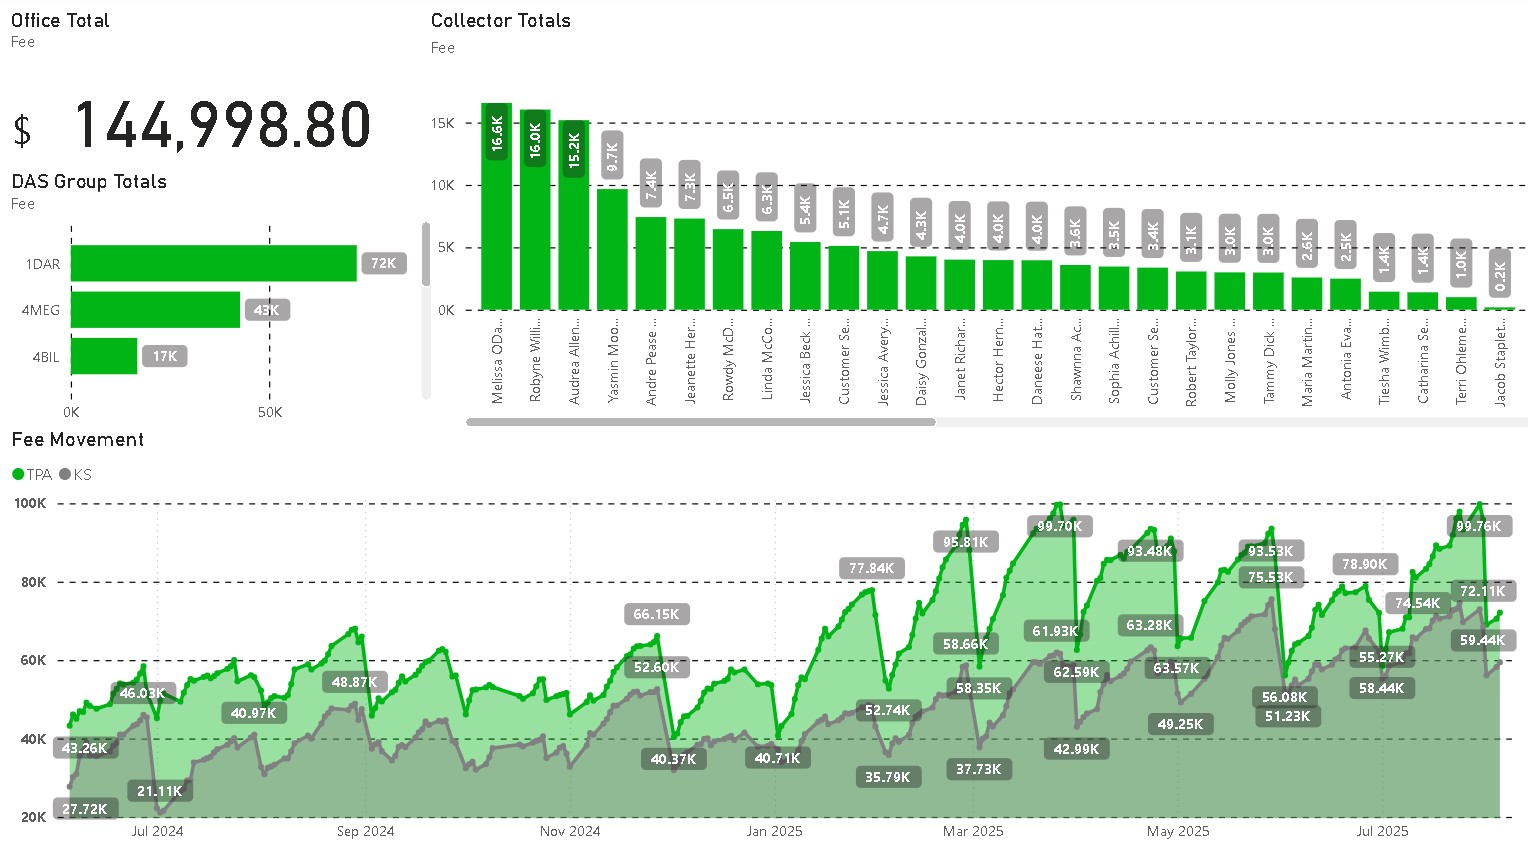 Office Total
Fee
$ 144,998.80
DAS Group Totals
Fee
1DAR 72K
4MEG 43K
4BIL 17K
0K 50K
Collector Totals
Fee
15K
10K
5K
0K
16.6K 16.0K 15.2K 9.7K 7.4K 7.3K 6.5K 6.3K 5.4K 5.1K 4.7K 4.3K 4.0K 4.0K 4.0K 3.6K 3.5K 3.4K 3.1K 3.0K 3.0K 2.6K 2.5K 1.4K 1.4K 1.0K 0.2K
Melissa ODa...
Robyne Willi...
Audrea Allen...
Yasmin Moo...
Andre Pease ...
Jeanette Her...
Rowdy McD...
Linda McCo...
Jessica Beck ...
Customer Se...
Jessica Avery...
Daisy Gonzal...
Janet Richar...
Hector Hern...
Daneese Hat...
Shawnna Ac...
Sophia Achill...
Customer Se...
Robert Taylor...
Molly Jones ...
Tammy Dick ...
Maria Martin...
Antonia Eva...
Tiesha Wimb...
Catharina Se...
Terri Ohleme...
Jacob Staplet...
Fee Movement
TPA KS
100K
80K
60K
40K
20K
43.26K
27.72K
46.03K
21.11K
40.97K
48.87K
66.15K
52.60K
40.37K
40.71K
77.84K
52.74K
35.79K
95.81K
58.66K
58.35K
37.73K
99.70K
61.93K
62.59K
42.99K
93.48K
63.28K
63.57K
49.25K
93.53K
75.53K
56.08K
51.23K
78.90K
55.27K
58.44K
74.54K
99.76K
72.11K
59.44K
Jul 2024 Sep 2024 Nov 2024 Jan 2025 Mar 2025 May 2025 Jul 2025